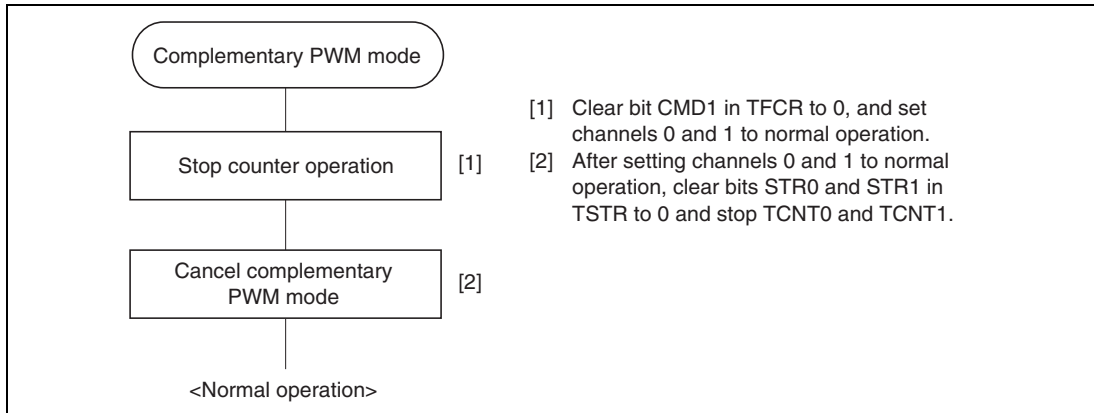 Complementary PWM mode
Stop counter operation
[1]
Cancel complementary
PWM mode
[2]
<Normal operation>
[1] Clear bit CMD1 in TFCR to 0, and set
channels 0 and 1 to normal operation.
[2] After setting channels 0 and 1 to normal
operation, clear bits STR0 and STR1 in
TSTR to 0 and stop TCNT0 and TCNT1.